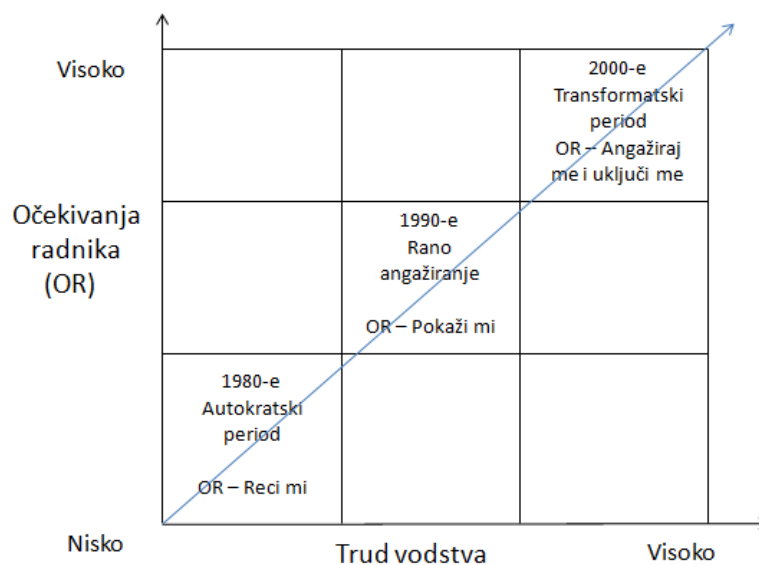 Visoko
2000-e
Transformatski
period
OR – Angažiraj
me i uključi me
Očekivanja
radnika
(OR)
1990-e
Rano
angažiranje
OR – Pokaži mi
1980-e
Autokratski
period
OR – Reci mi
Nisko
Trud vodstva
Visoko